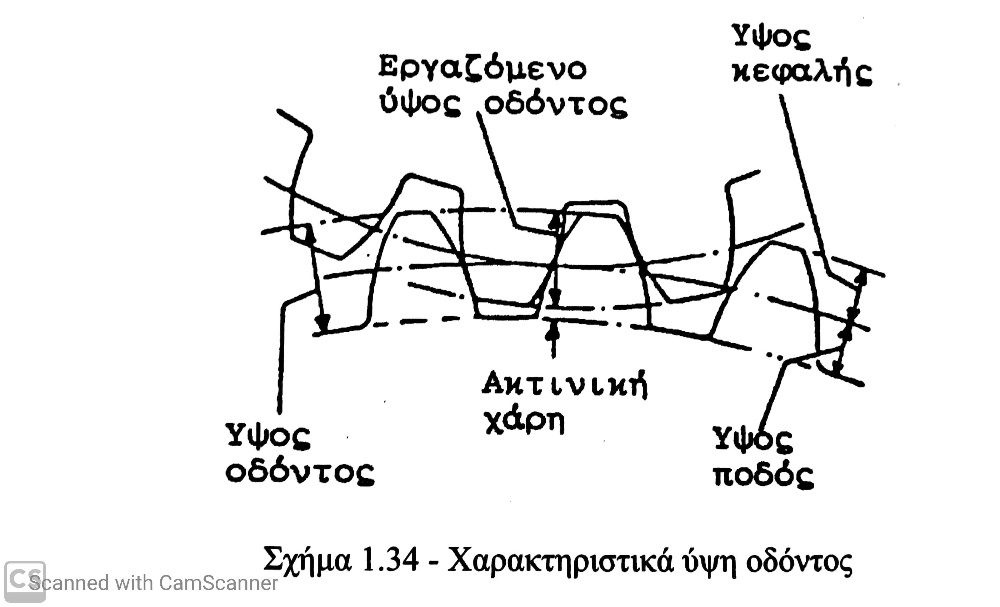 Υψος
κεφαλής
Εργαζόμενο
ύψος οδόντος
Ακτινική
χάρη
Υψος
οδόντος
Υψος
ποδός
Σχήμα 1.34 - Χαρακτηριστικά ύψη οδόντος
CS Scanned with CamScanner